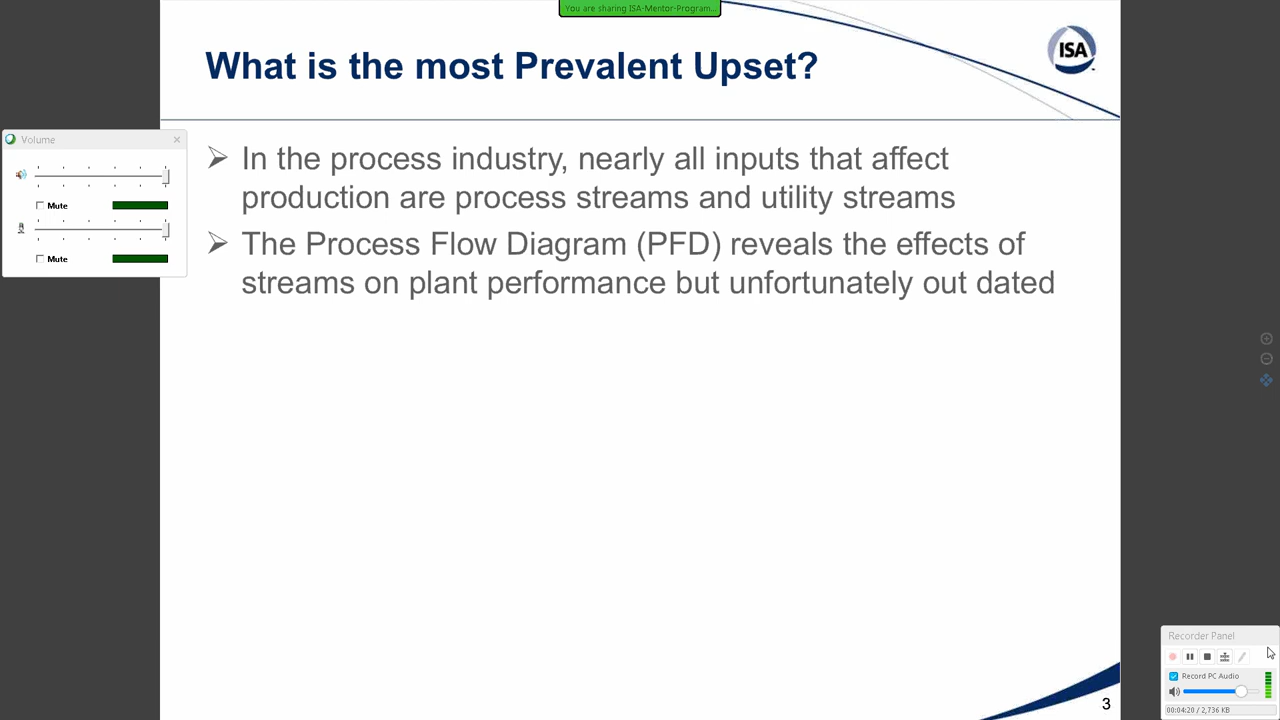 You are sharing ISA-Mentor-Program...
What is the most Prevalent Upset?
ISA
Volume
Mute
Mute
➢ In the process industry, nearly all inputs that affect
production are process streams and utility streams
➢ The Process Flow Diagram (PFD) reveals the effects of
streams on plant performance but unfortunately out dated
Recorder Panel
Record PC Audio
00:04:20 / 2,736 KB
3